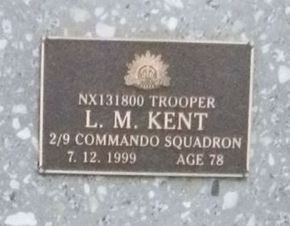 NX131800 TROOPER
L. M. KENT
2/9 COMMANDO SQUADRON
7. 12. 1999 AGE 78